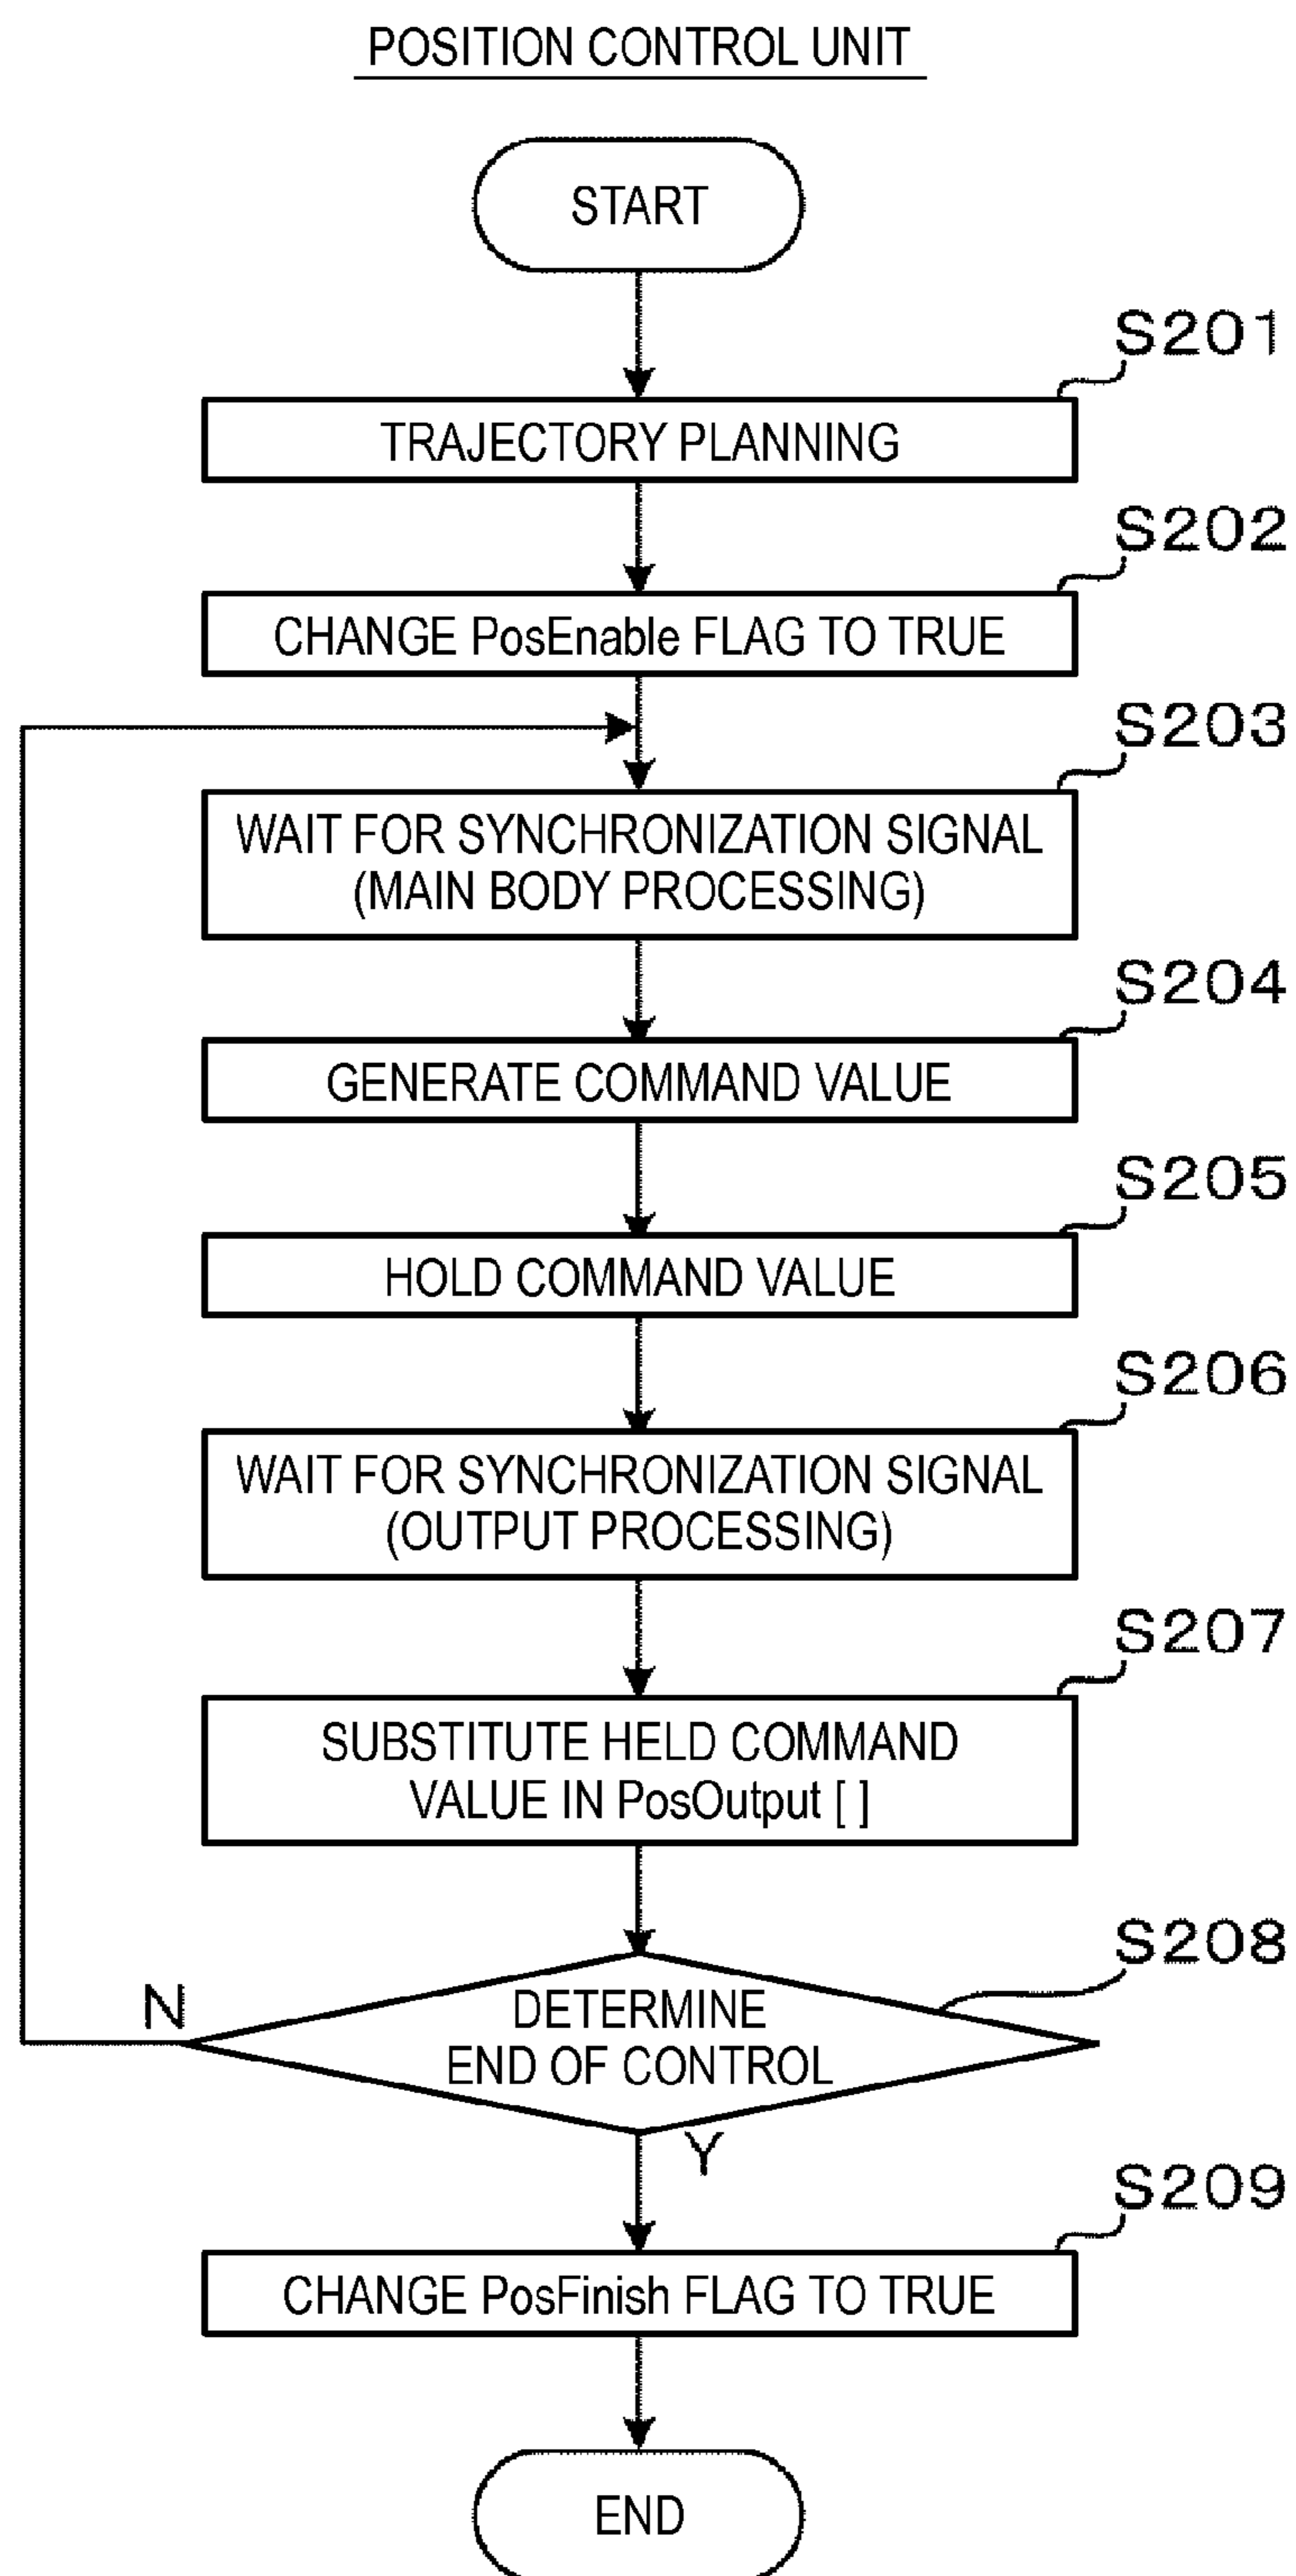 POSITION CONTROL UNIT
START
S201
TRAJECTORY PLANNING
S202
CHANGE PosEnable FLAG TO TRUE
S203
WAIT FOR SYNCHRONIZATION SIGNAL
(MAIN BODY PROCESSING)
S204
GENERATE COMMAND VALUE
S205
HOLD COMMAND VALUE
S206
WAIT FOR SYNCHRONIZATION SIGNAL
(OUTPUT PROCESSING)
S207
SUBSTITUTE HELD COMMAND
VALUE IN PosOutput [ ]
S208
N
DETERMINE
END OF CONTROL
Y
S209
CHANGE PosFinish FLAG TO TRUE
END